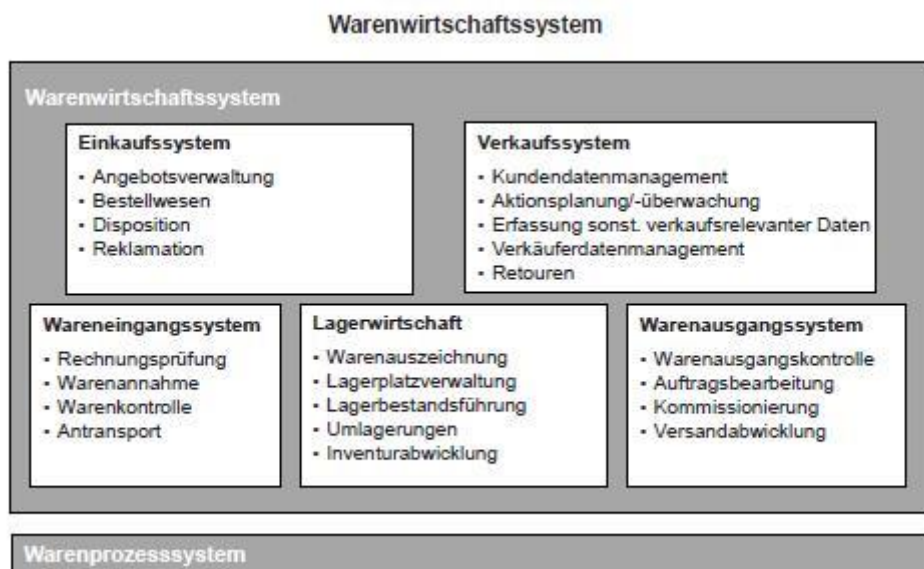 Warenwirtschaftssystem
Warenwirtschaftssystem
Einkaufssystem
▪ Angebotsverwaltung
▪ Bestellwesen
▪ Disposition
▪ Reklamation
Verkaufssystem
▪ Kundendatenmanagement
▪ Aktionsplanung/-überwachung
▪ Erfassung sonst. verkaufsrelevanter Daten
▪ Verkäuferdatenmanagement
▪ Retouren
Wareneingangssystem
▪ Rechnungsprüfung
▪ Warenannahme
▪ Warenkontrolle
▪ Antransport
Lagerwirtschaft
▪ Warenauszeichnung
▪ Lagerplatzverwaltung
▪ Lagerbestandsführung
▪ Umlagerungen
▪ Inventurabwicklung
Warenausgangssystem
▪ Warenausgangskontrolle
▪ Auftragsbearbeitung
▪ Kommissionierung
▪ Versandabwicklung
Warenprozesssystem